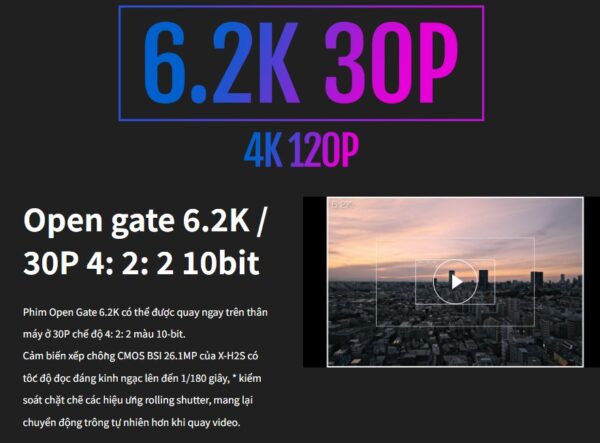 6.2K 30P
4K 120P
Open gate 6.2K /
30P 4: 2: 2 10bit
6.2K
Phim Open Gate 6.2K có thể được quay ngay trên thân
máy ở 30P chế độ 4: 2: 2 màu 10-bit.
Cảm biến xếp chồng CMOS BSI 26.1MP của X-H2S có
tốc độ đọc đáng kinh ngạc lên đến 1/180 giây, * kiểm
soát chặt chẽ các hiệu ứng rolling shutter, mang lại
chuyển động trông tự nhiên hơn khi quay video.